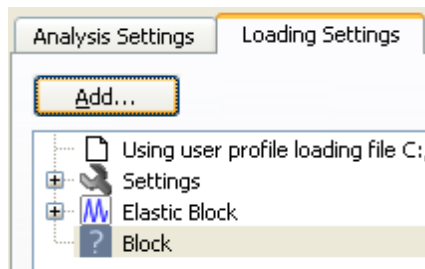 Analysis Settings Loading Settings
Add...
Using user profile loading file C:
Settings
Elastic Block
? Block